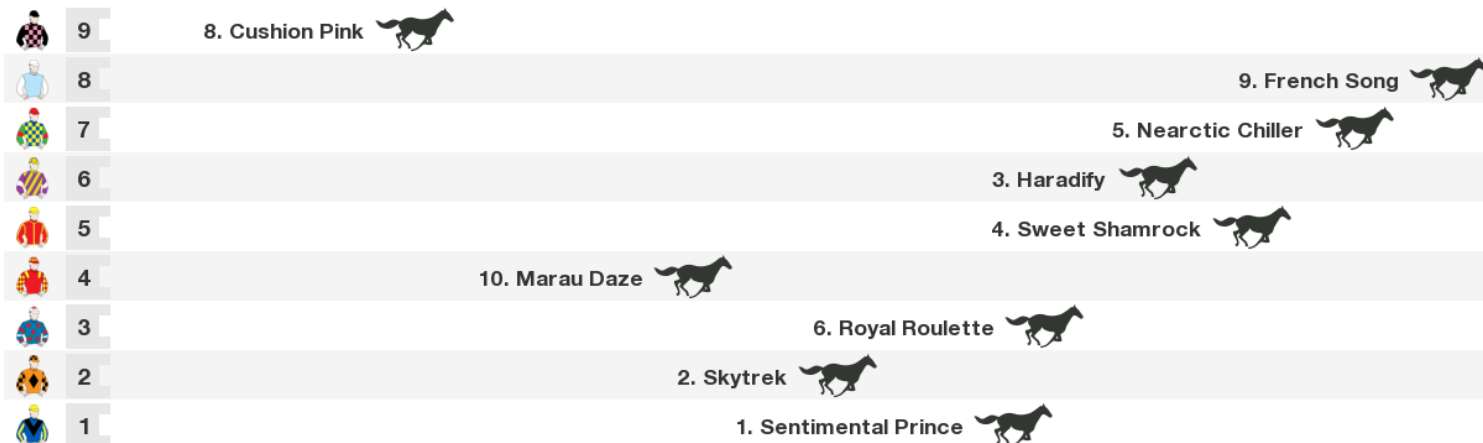 9 8. Cushion Pink
8 9. French Song
7 5. Nearctic Chiller
6 3. Haradify
5 4. Sweet Shamrock
4 10. Marau Daze
3 6. Royal Roulette
2 2. Skytrek
1 1. Sentimental Prince